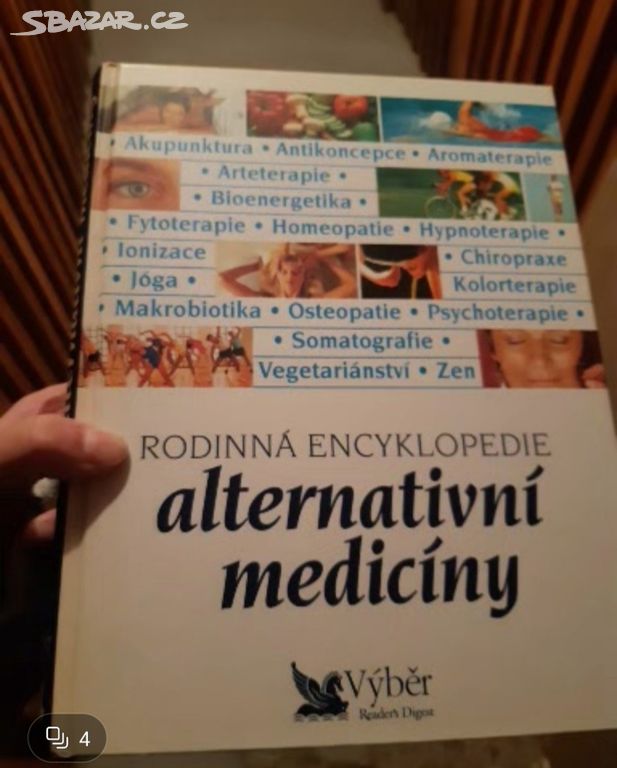 SBAZAR.CZ
• Akupunktura • Antikoncepce • Aromaterapie
• Arteterapie •
• Bioenergetika •
• Fytoterapie • Homeopatie • Hypnoterapie •
• Ionizace
• Chiropraxe
• Jóga •
Kolorterapie
• Makrobiotika • Osteopatie • Psychoterapie •
• Somatografie •
Vegetariánství • Zen
RODINNÁ ENCYKLOPEDIE
alternativní
medicíny
Výběr
Reader's Digest
4